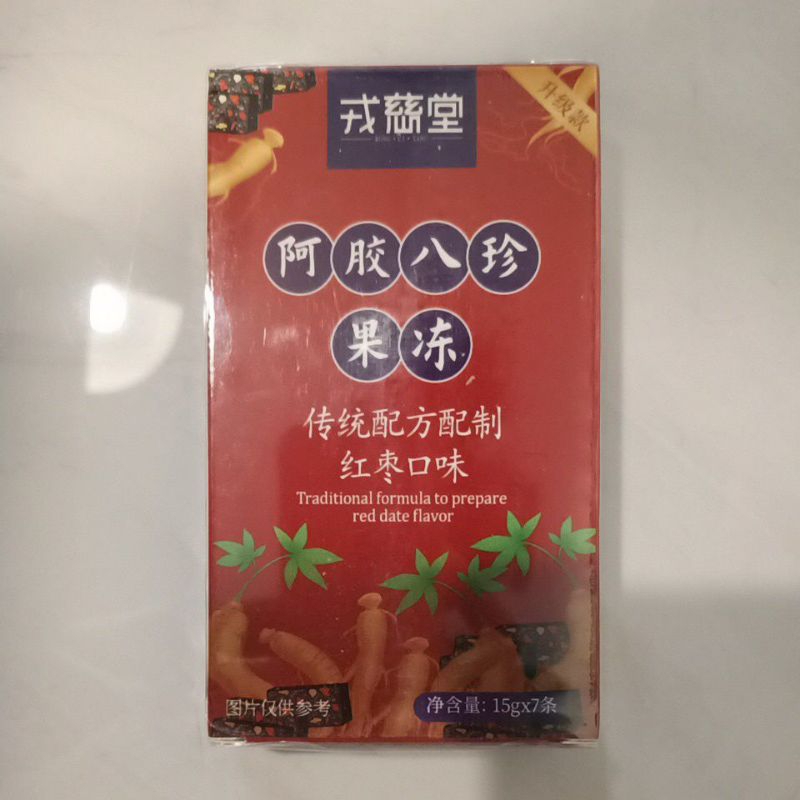 戎慈堂
升级款
阿胶八珍
果冻
传统配方配制
红枣口味
Traditional formula to prepare
red date flavor
图片仅供参考
净含量: 15gx7条